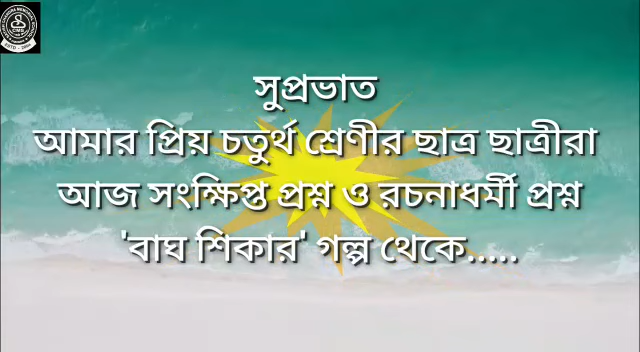 সুপ্রভাত
আমার প্রিয় চতুর্থ শ্রেণীর ছাত্র ছাত্রীরা
আজ সংক্ষিপ্ত প্রশ্ন ও রচনাধর্মী প্রশ্ন
'বাঘ শিকার' গল্প থেকে.....